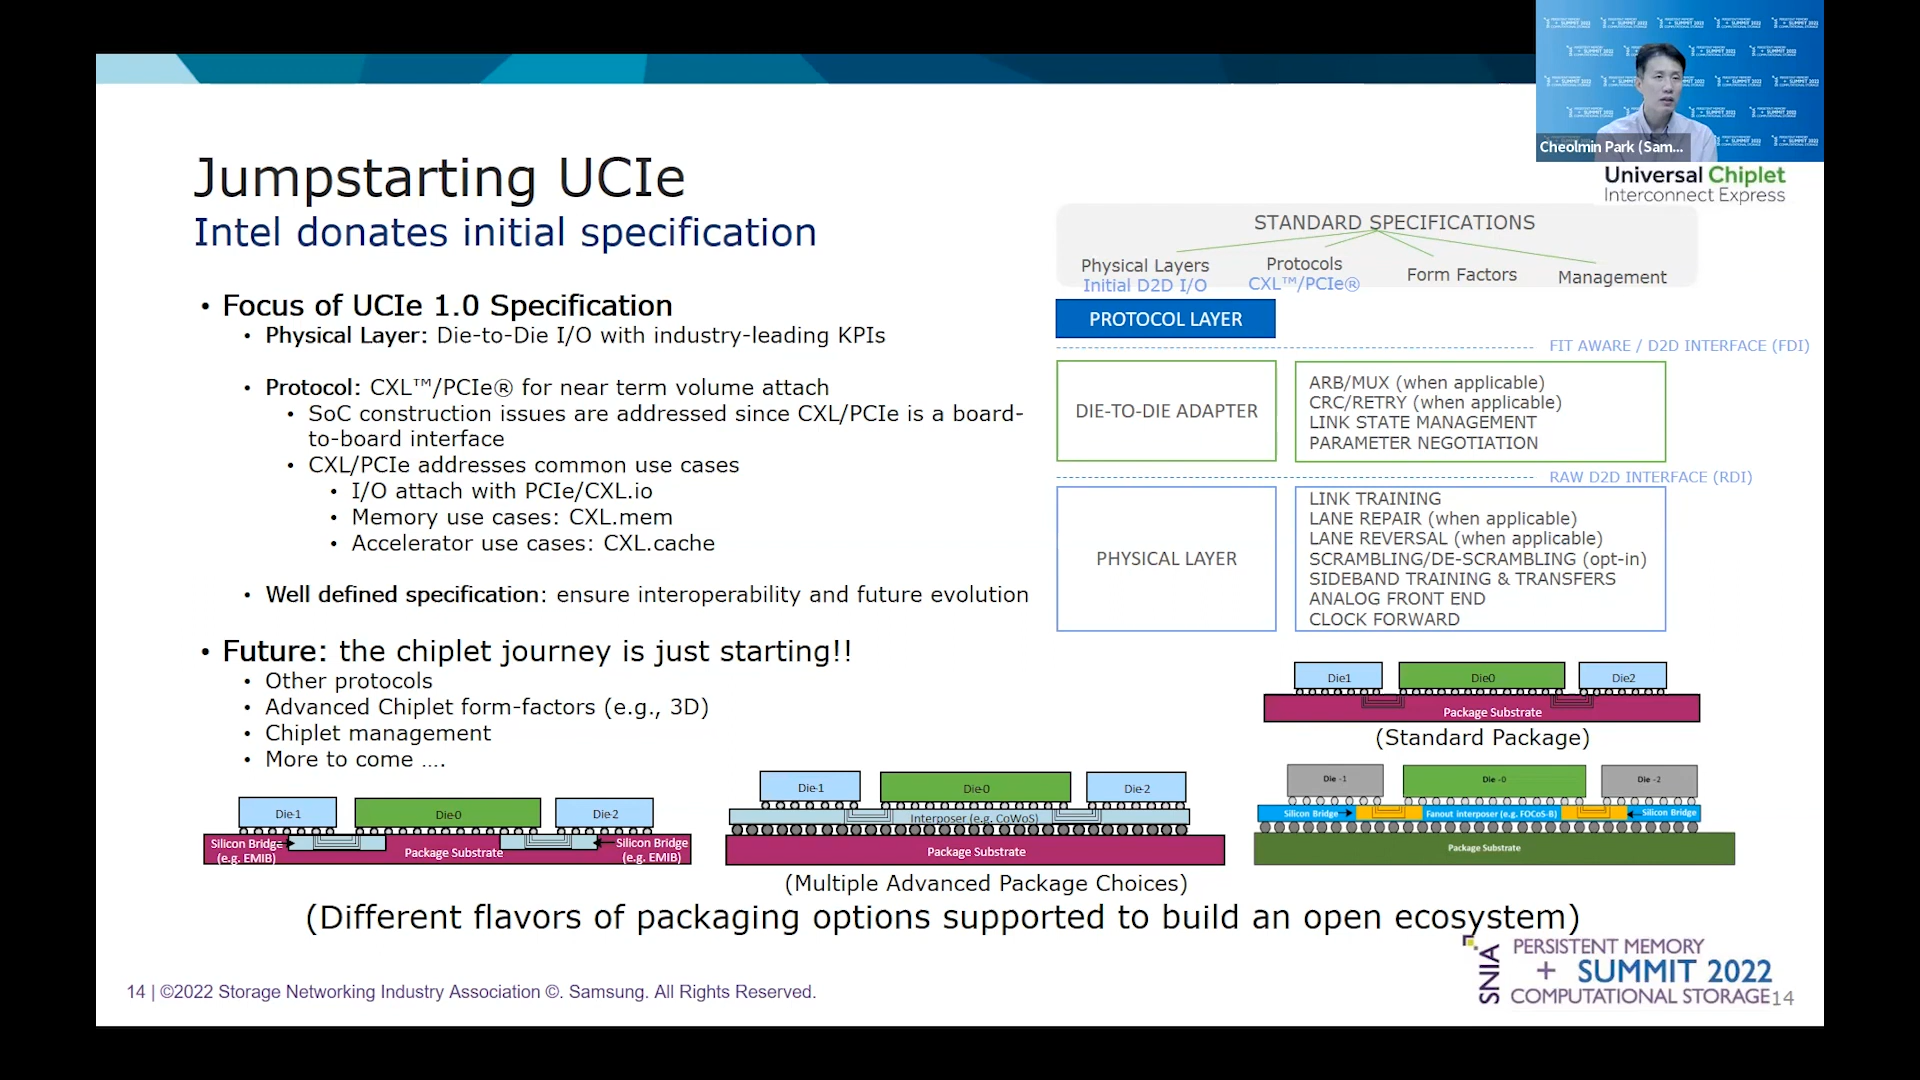 Cheolmin Park (Sam...
Universal Chiplet
Interconnect Express
Jumpstarting UCIe
Intel donates initial specification
• Focus of UCIe 1.0 Specification
• Physical Layer: Die-to-Die I/O with industry-leading KPIs
• Protocol: CXL™/PCIe® for near term volume attach
• SoC construction issues are addressed since CXL/PCIe is a board-
to-board interface
• CXL/PCIe addresses common use cases
• I/O attach with PCIe/CXL.io
• Memory use cases: CXL.mem
• Accelerator use cases: CXL.cache
• Well defined specification: ensure interoperability and future evolution
• Future: the chiplet journey is just starting!!
• Other protocols
• Advanced Chiplet form-factors (e.g., 3D)
• Chiplet management
• More to come ....
STANDARD SPECIFICATIONS
Physical Layers
Initial D2D I/O
Protocols
CXL™/PCIe®
Form Factors
Management
PROTOCOL LAYER
FIT AWARE / D2D INTERFACE (FDI)
DIE-TO-DIE ADAPTER
ARB/MUX (when applicable)
CRC/RETRY (when applicable)
LINK STATE MANAGEMENT
PARAMETER NEGOTIATION
RAW D2D INTERFACE (RDI)
PHYSICAL LAYER
LINK TRAINING
LANE REPAIR (when applicable)
LANE REVERSAL (when applicable)
SCRAMBLING/DE-SCRAMBLING (opt-in)
SIDEBAND TRAINING & TRANSFERS
ANALOG FRONT END
CLOCK FORWARD
Die1 Die0 Die2
Package Substrate
(Standard Package)
Die-1 Die-0 Die-2
Silicon Bridge
(e.g. EMIB)
Package Substrate
Silicon Bridge
(e.g. EMIB)
Die-1 Die-0 Die-2
Interposer (e.g. CoWoS)
Package Substrate
Die -1 Die -0 Die -2
Silicon Bridge Fanout interposer (e.g. FOCoS-B) Silicon Bridge
Package Substrate
(Multiple Advanced Package Choices)
(Different flavors of packaging options supported to build an open ecosystem)
14 | ©2022 Storage Networking Industry Association ©. Samsung. All Rights Reserved.
SNIA
PERSISTENT MEMORY
+ SUMMIT 2022
COMPUTATIONAL STORAGE
14